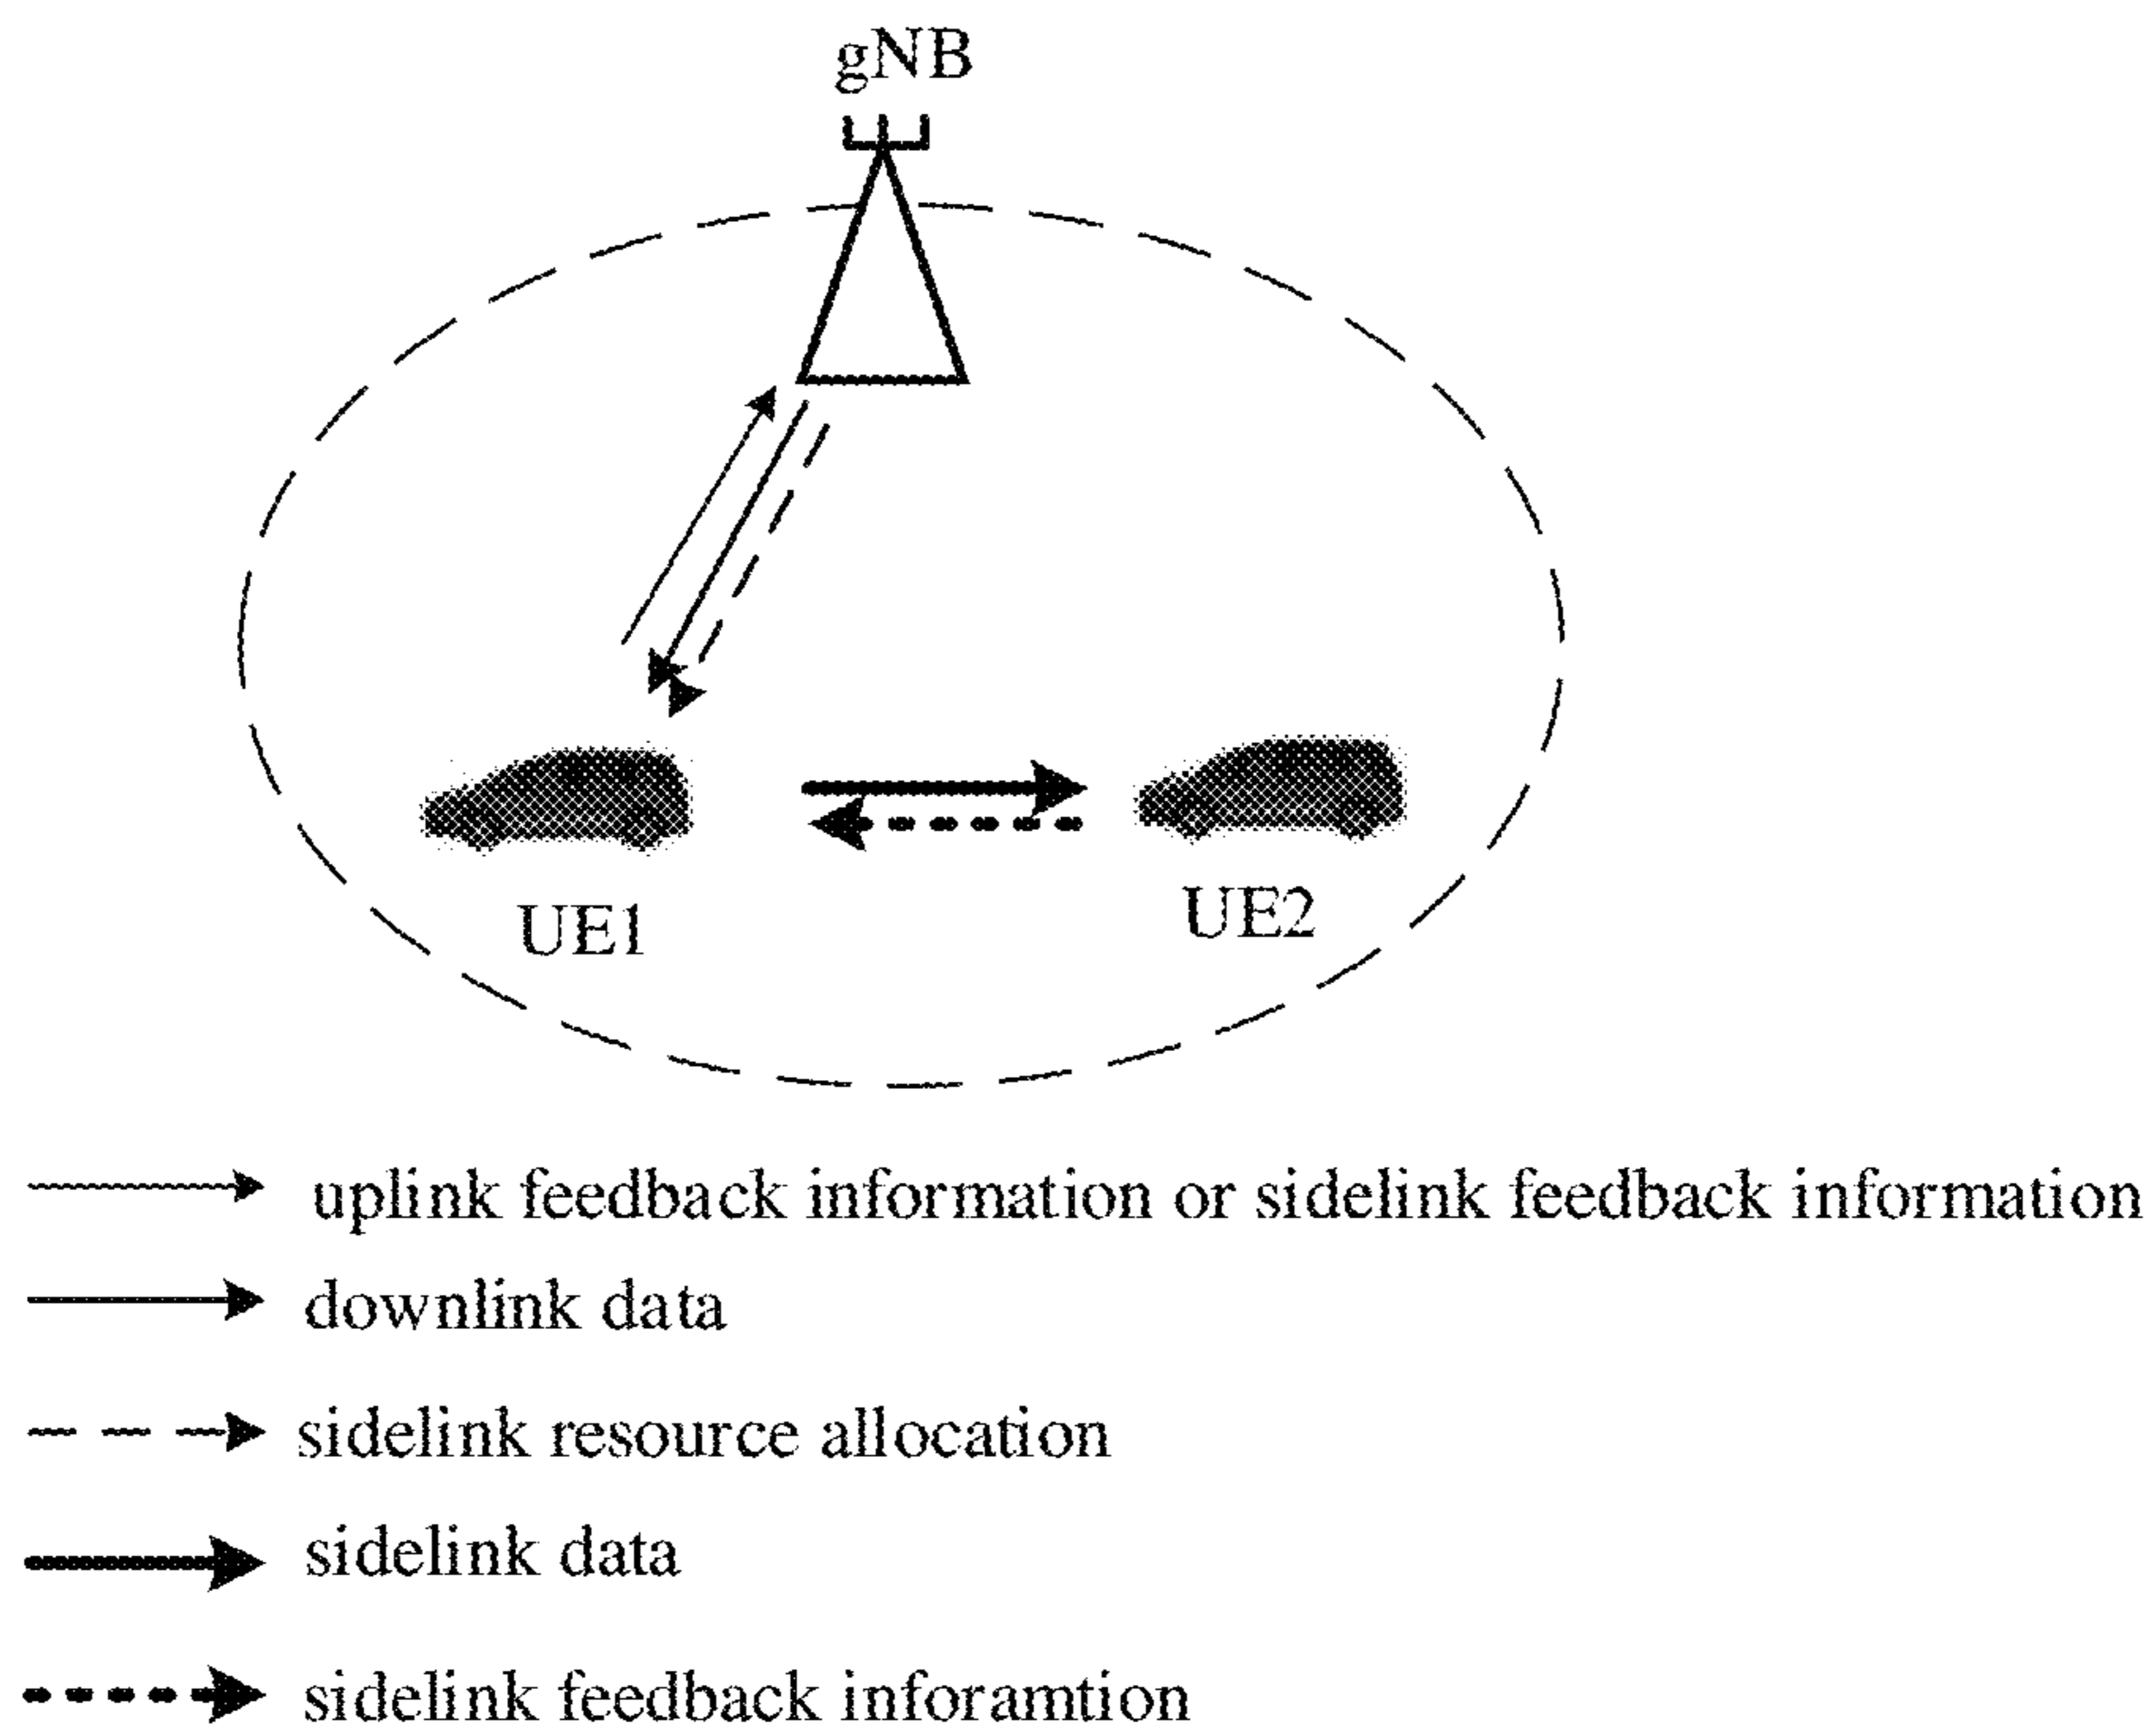 gNB
UE1
UE2
uplink feedback information or sidelink feedback information
downlink data
sidelink resource allocation
sidelink data
sidelink feedback inforamtion